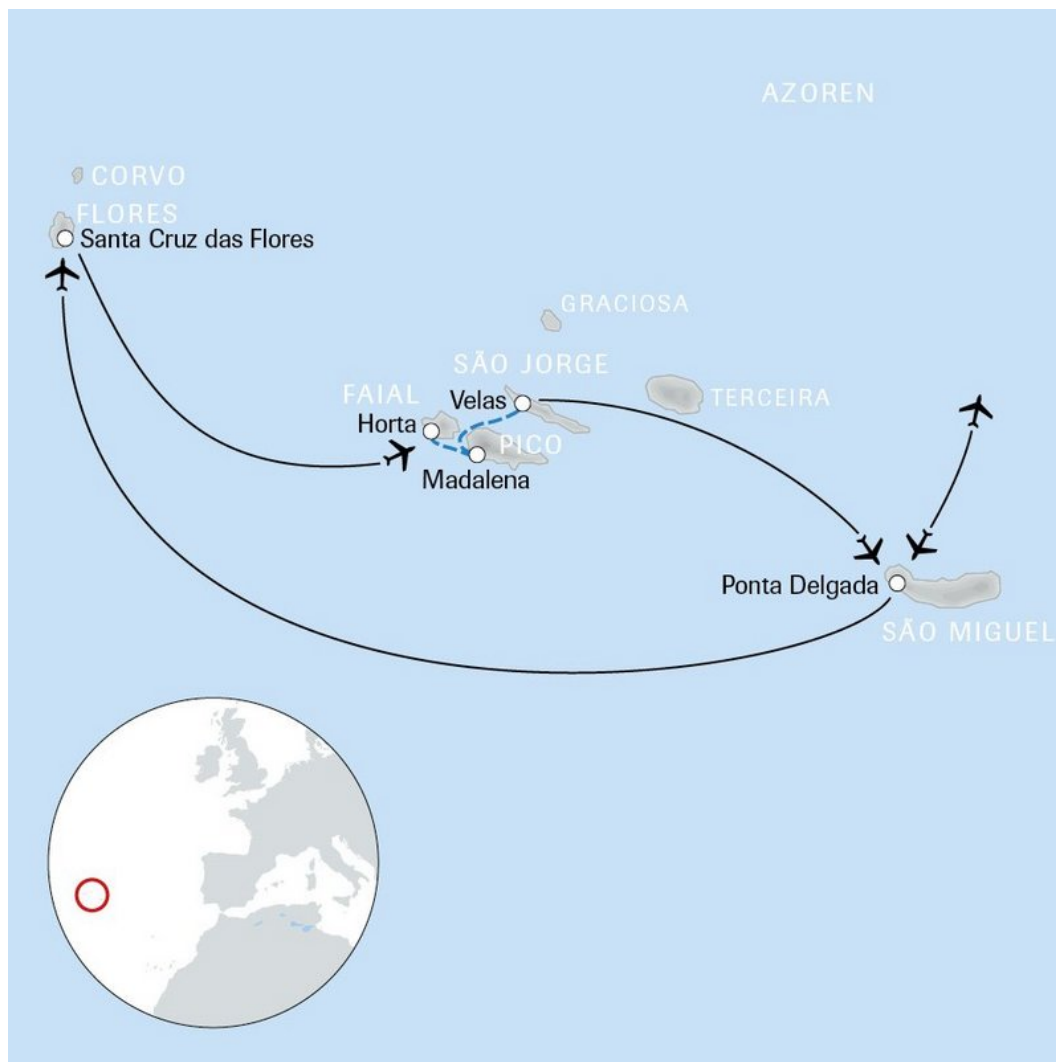 AZOREN
CORVO
FLORES
Santa Cruz das Flores
GRACIOSA
SÃO JORGE
FAIAL
Velas
TERCEIRA
Horta
PICO
Madalena
Ponta Delgada
SÃO MIGUEL